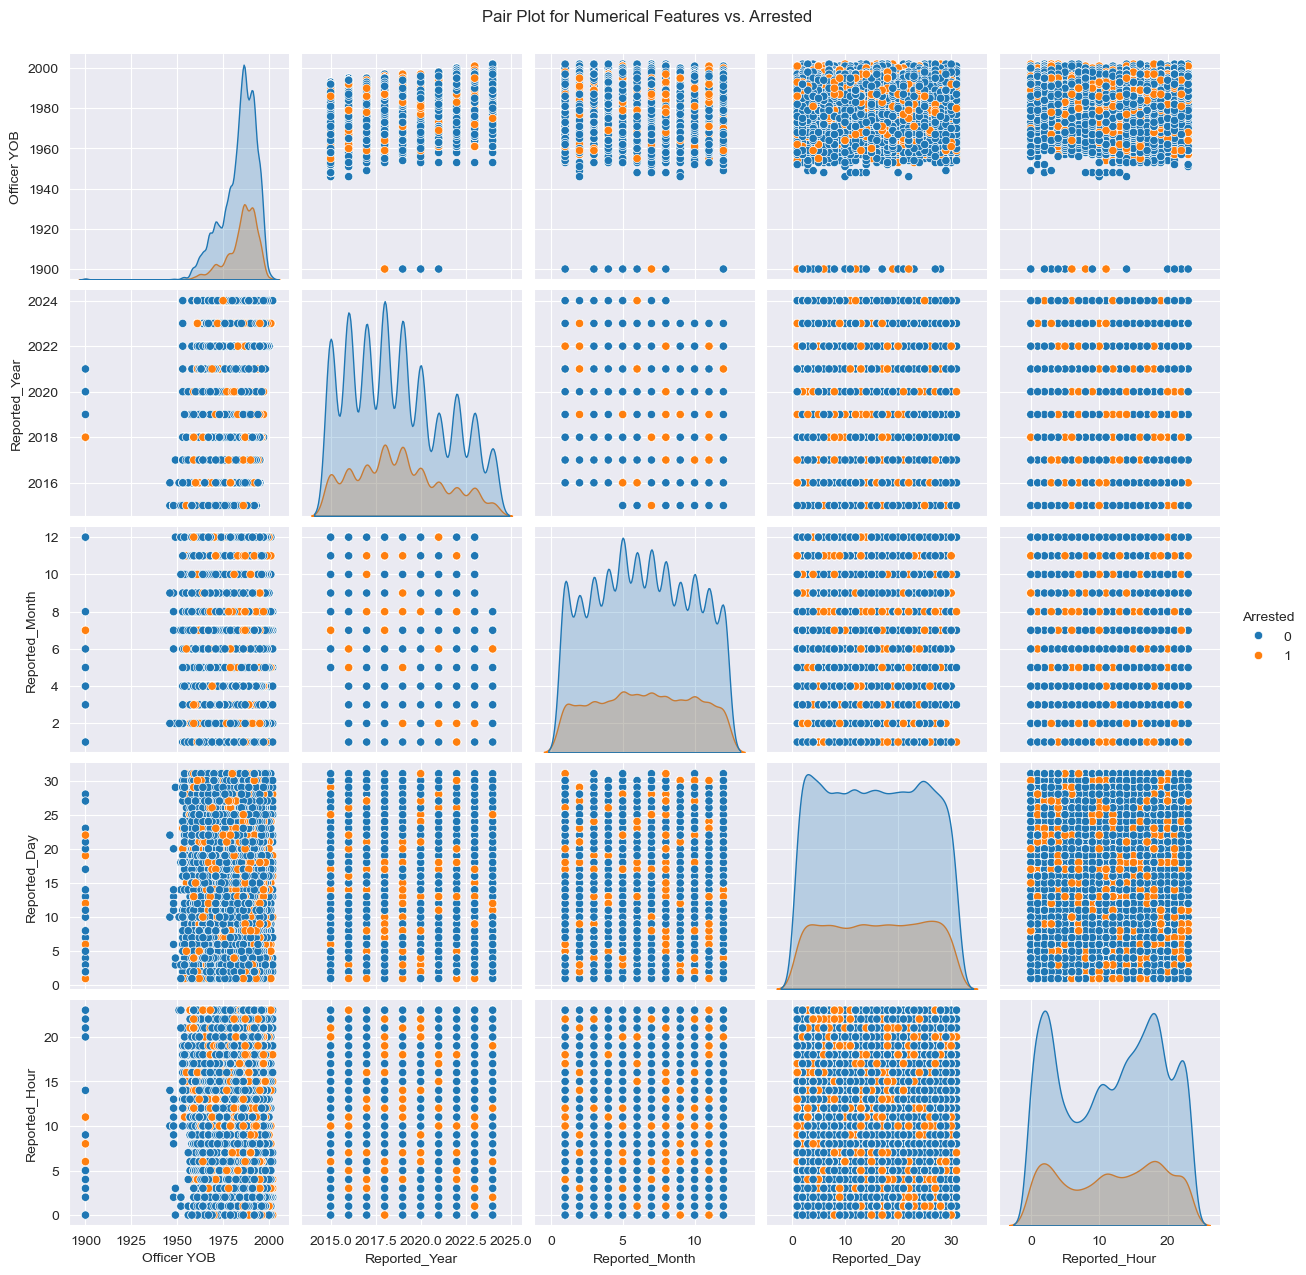 Pair Plot for Numerical Features vs. Arrested
2000
1980
1960
1940
1920
1900
Officer YOB
2024
2022
2020
2018
2016
Reported_Year
12
10
8
6
4
2
Reported_Month
30
25
20
15
10
5
0
Reported_Day
20
15
10
5
0
Reported_Hour
1900 1925 1950 1975 2000
Officer YOB
2015.0 2017.5 2020.0 2022.5 2025.0
Reported_Year
0 5 10
Reported_Month
0 10 20 30
Reported_Day
0 10 20
Reported_Hour
Arrested
0
1